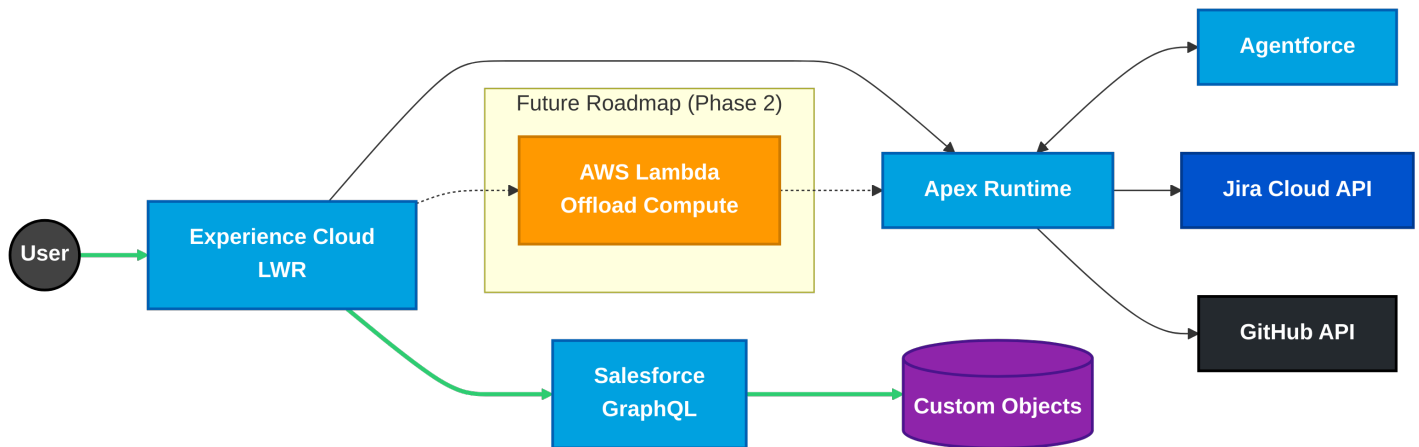 User
Experience Cloud
LWR
Future Roadmap (Phase 2)
AWS Lambda
Offload Compute
Salesforce
GraphQL
Apex Runtime
Custom Objects
Agentforce
Jira Cloud API
GitHub API